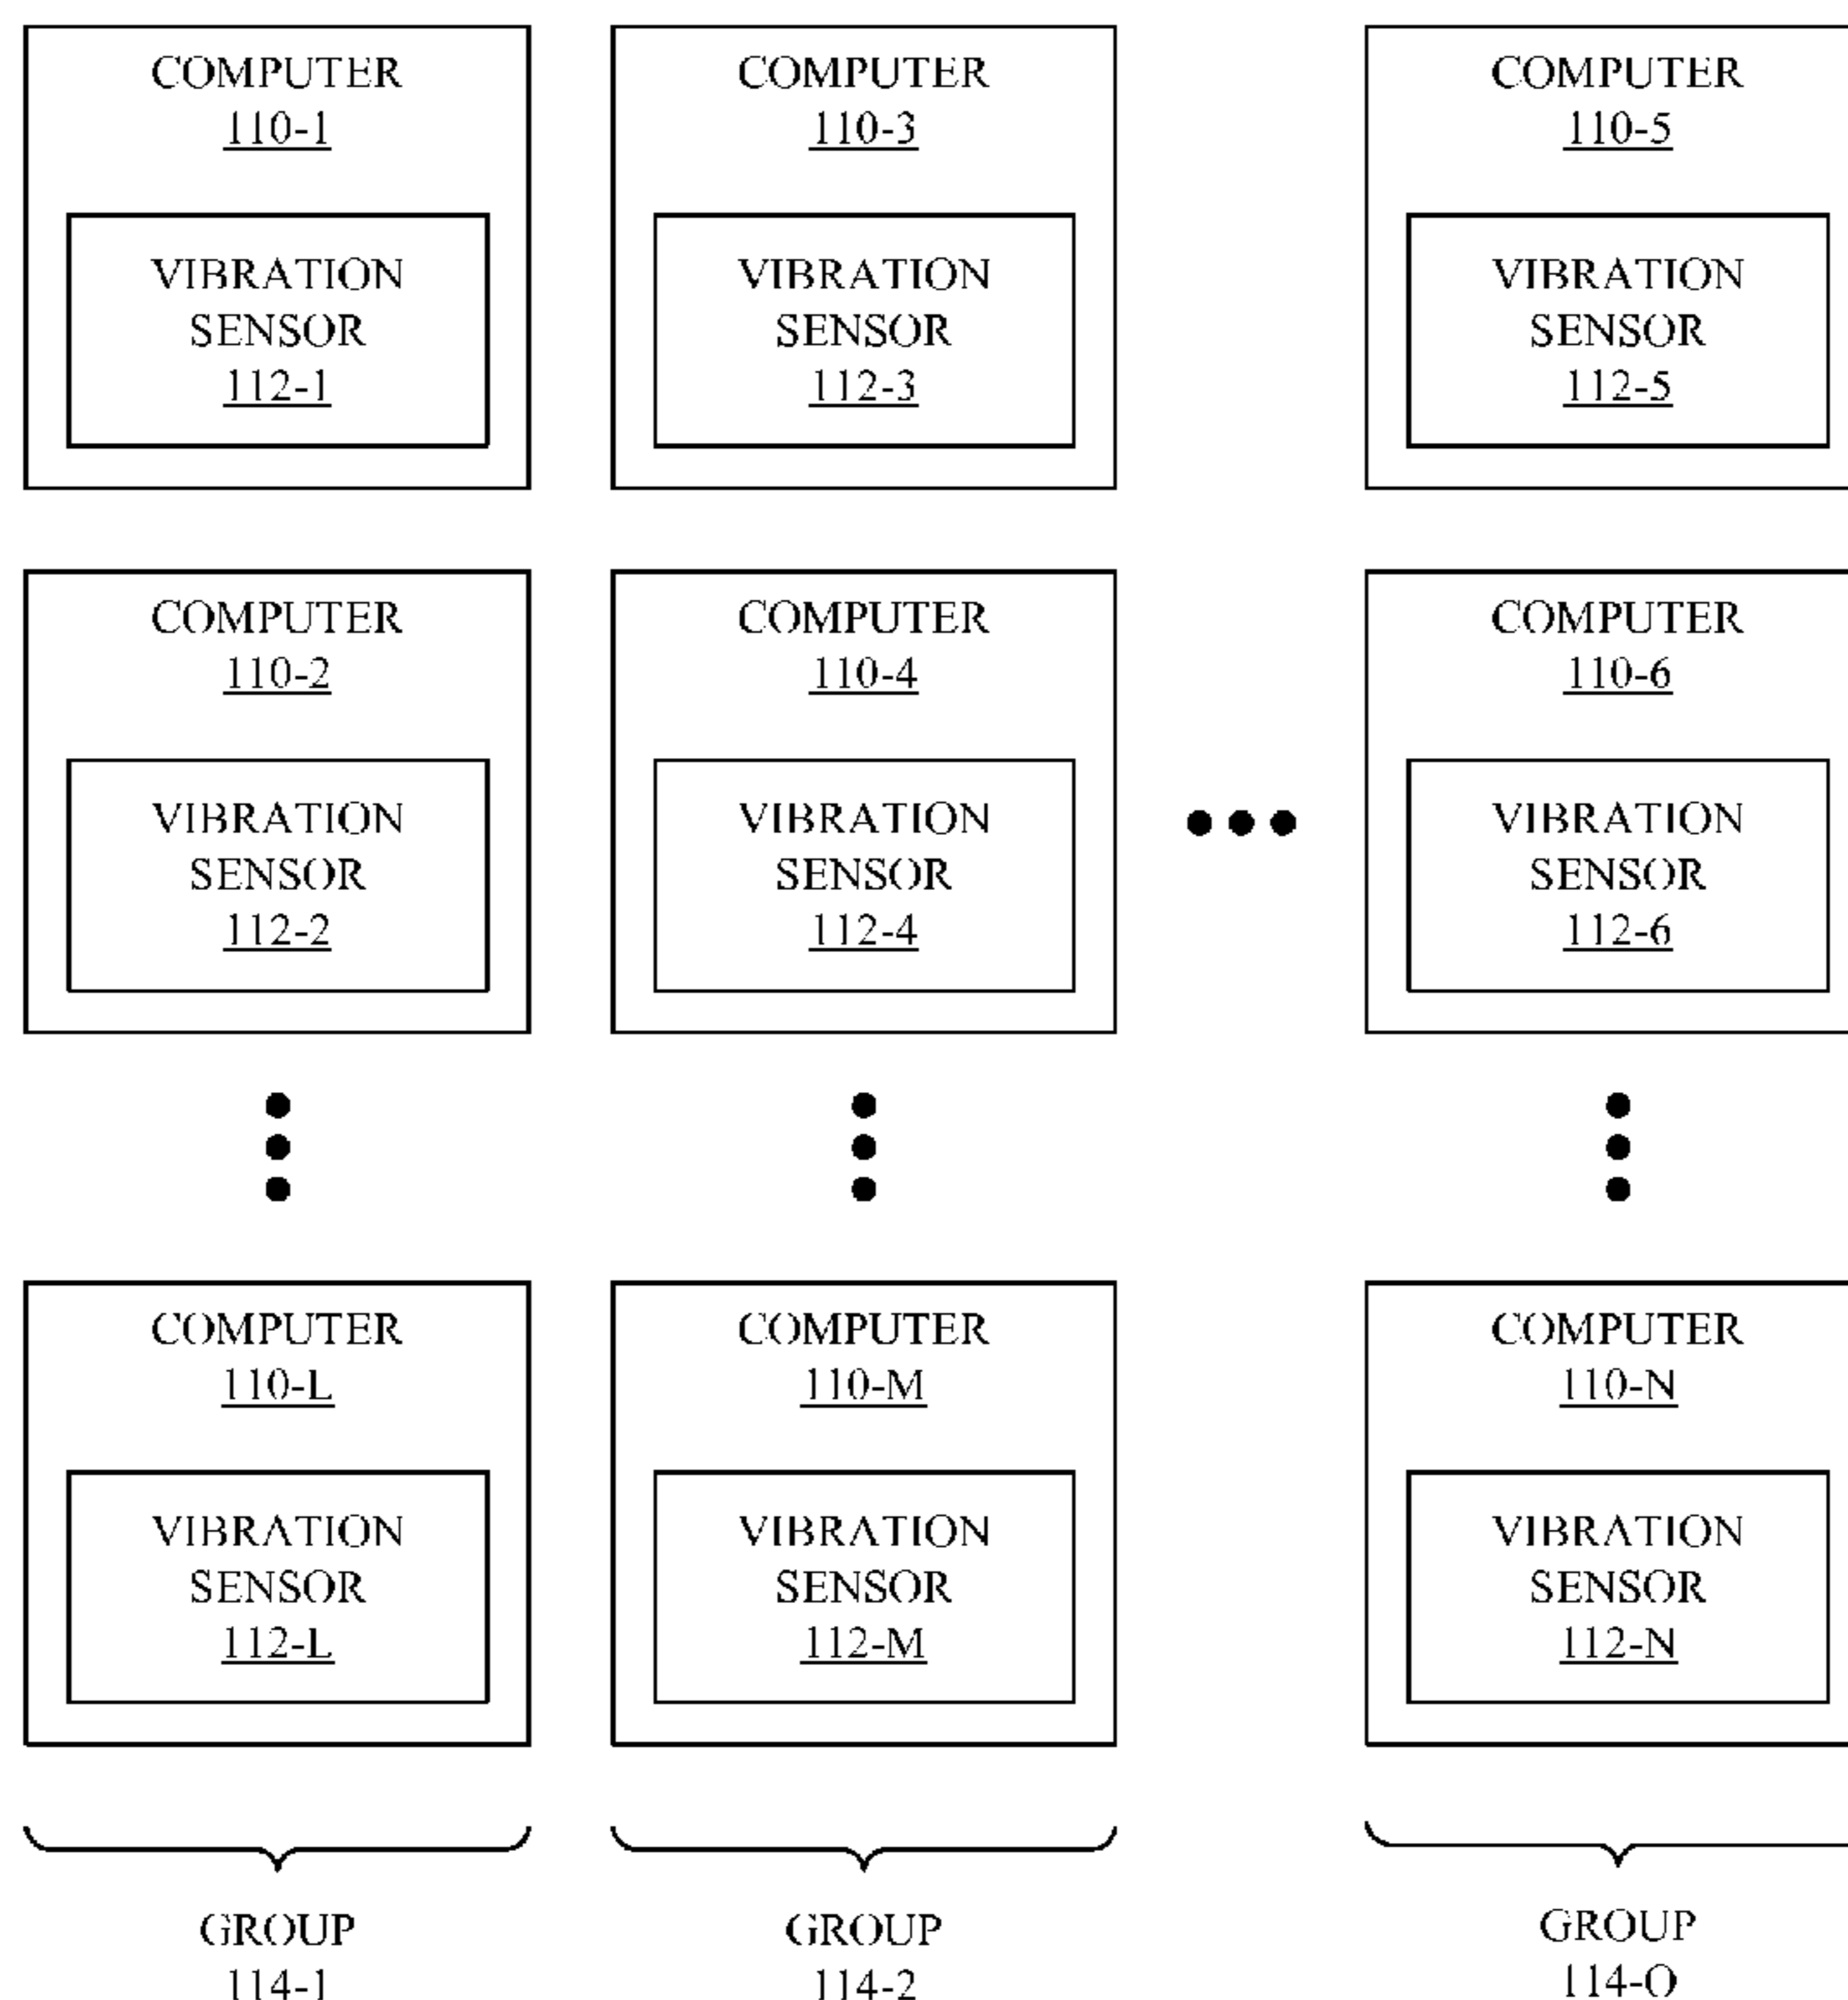 COMPUTER
110-1
VIBRATION
SENSOR
112-1
COMPUTER
110-3
VIBRATION
SENSOR
112-3
COMPUTER
110-5
VIBRATION
SENSOR
112-5
COMPUTER
110-2
VIBRATION
SENSOR
112-2
COMPUTER
110-4
VIBRATION
SENSOR
112-4
COMPUTER
110-6
VIBRATION
SENSOR
112-6
COMPUTER
110-L
VIBRATION
SENSOR
112-L
COMPUTER
110-M
VIBRATION
SENSOR
112-M
COMPUTER
110-N
VIBRATION
SENSOR
112-N
GROUP
114-1
GROUP
114-2
GROUP
114-O